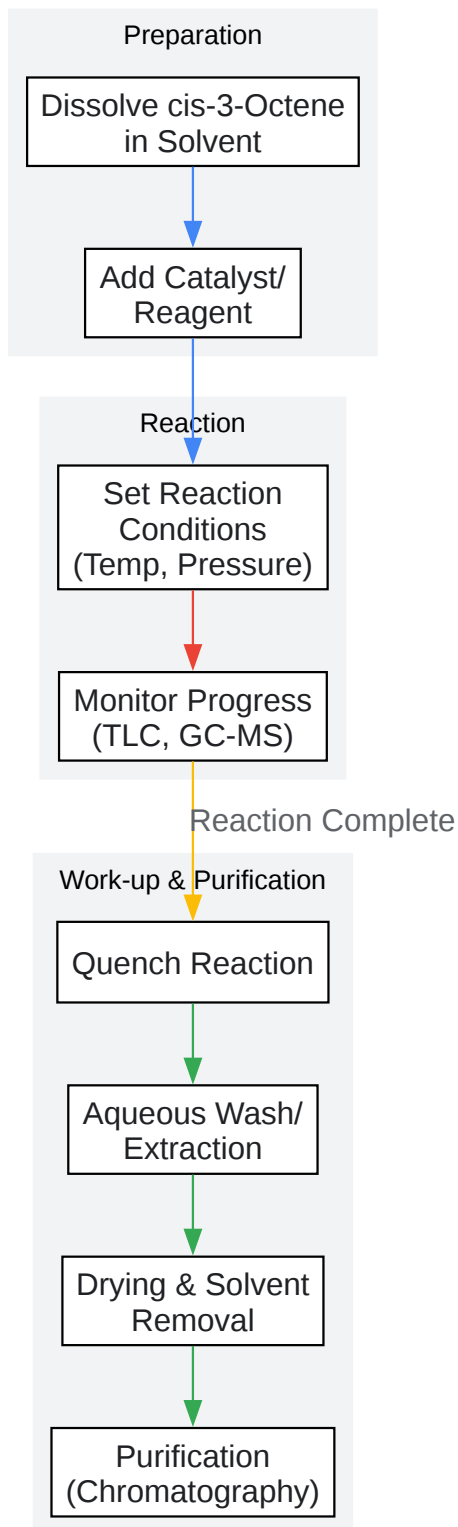 Preparation
Dissolve cis-3-Octene
in Solvent
Add Catalyst/
Reagent
Reaction
Set Reaction
Conditions
(Temp, Pressure)
Monitor Progress
(TLC, GC-MS)
Reaction Complete
Work-up & Purification
Quench Reaction
Aqueous Wash/
Extraction
Drying & Solvent
Removal
Purification
(Chromatography)